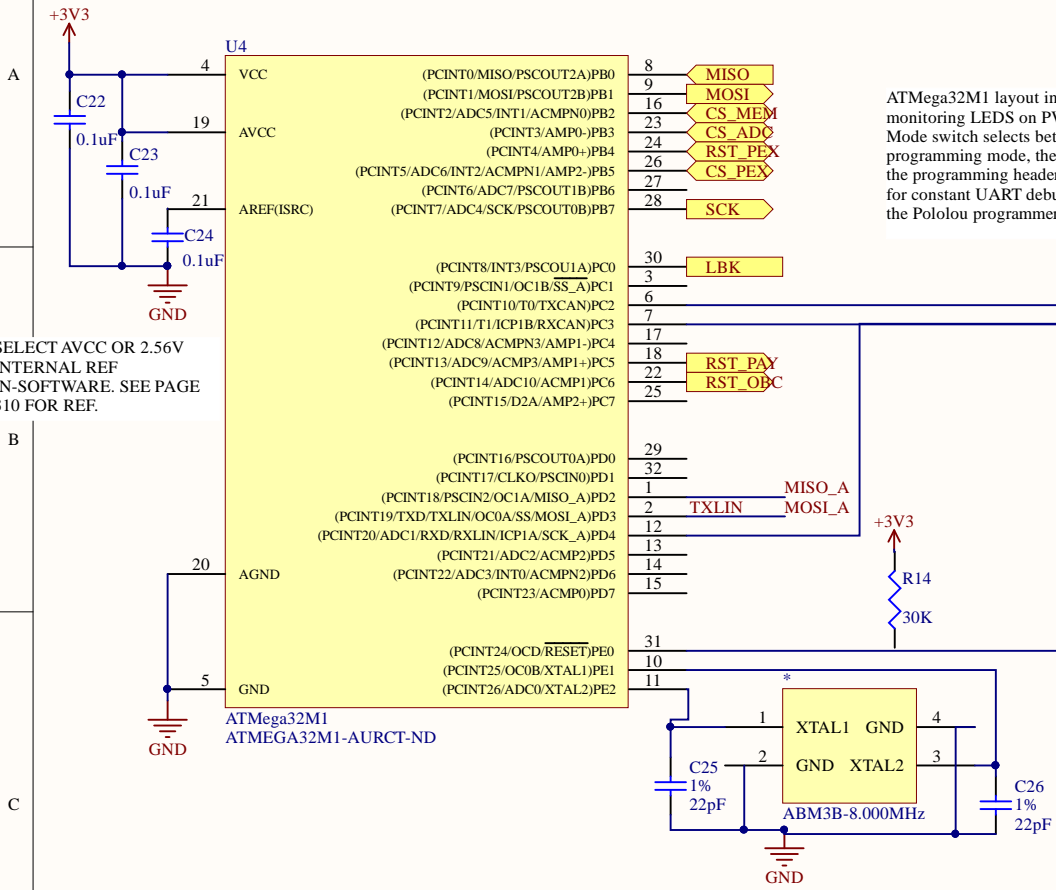 +3V3
U4
A
4 VCC (PCINT0/MISO/PSCOUT2A)PB0 8 MISO
(PCINT1/MOSI/PSCOUT2B)PB1 9 MOSI
C22 (PCINT2/ADC5/INT1/ACMPN0)PB2 16 CS_MEM
19 AVCC (PCINT3/AMP0-)PB3 23 CS_ADC
0.1uF
(PCINT4/AMP0+)PB4 24 RST_PEX
C23
(PCINT5/ADC6/INT2/ACMPN1/AMP2-)PB5 26 CS_PEX
0.1uF (PCINT6/ADC7/PSCOUT1B)PB6 27
21 AREF(ISRC) (PCINT7/ADC4/SCK/PSCOUT0B)PB7 28 SCK
C24
0.1uF
GND
(PCINT8/INT3/PSCOU1A)PC0 30 LBK
(PCINT9/PSCIN1/OC1B/SS_A)PC1 3
(PCINT10/T0/TXCAN)PC2 6
(PCINT11/T1/ICP1B/RXCAN)PC3 7
(PCINT12/ADC8/ACMPN3/AMP1-)PC4 17
(PCINT13/ADC9/ACMP3/AMP1+)PC5 18 RST_PAY
(PCINT14/ADC10/ACMP1)PC6 22 RST_OBC
(PCINT15/D2A/AMP2+)PC7 25
ATMega32M1 layout in
monitoring LEDS on PW
Mode switch selects bet
programming mode, the
the programming header
for constant UART debu
the Pololou programmer
SELECT AVCC OR 2.56V
NTERNAL REF
N-SOFTWARE. SEE PAGE
310 FOR REF.
B
(PCINT16/PSCOUT0A)PD0 29
(PCINT17/CLKO/PSCIN0)PD1 32
(PCINT18/PSCIN2/OC1A/MISO_A)PD2 1 MISO_A
(PCINT19/TXD/TXLIN/OC0A/SS/MOSI_A)PD3 2 TXLIN MOSI_A
(PCINT20/ADC1/RXD/RXLIN/ICP1A/SCK_A)PD4 12
(PCINT21/ADC2/ACMP2)PD5 13
20 AGND (PCINT22/ADC3/INT0/ACMPN2)PD6 14
(PCINT23/ACMP0)PD7 15
+3V3
R14
30K
(PCINT24/OCD/RESET)PE0 31
(PCINT25/OC0B/XTAL1)PE1 10
5 GND (PCINT26/ADC0/XTAL2)PE2 11
GND
ATMega32M1
ATMEGA32M1-AURCT-ND
C
*
1 XTAL1 GND 4
2 GND XTAL2 3
ABM3B-8.000MHz
C25
1%
22pF
C26
1%
22pF
GND